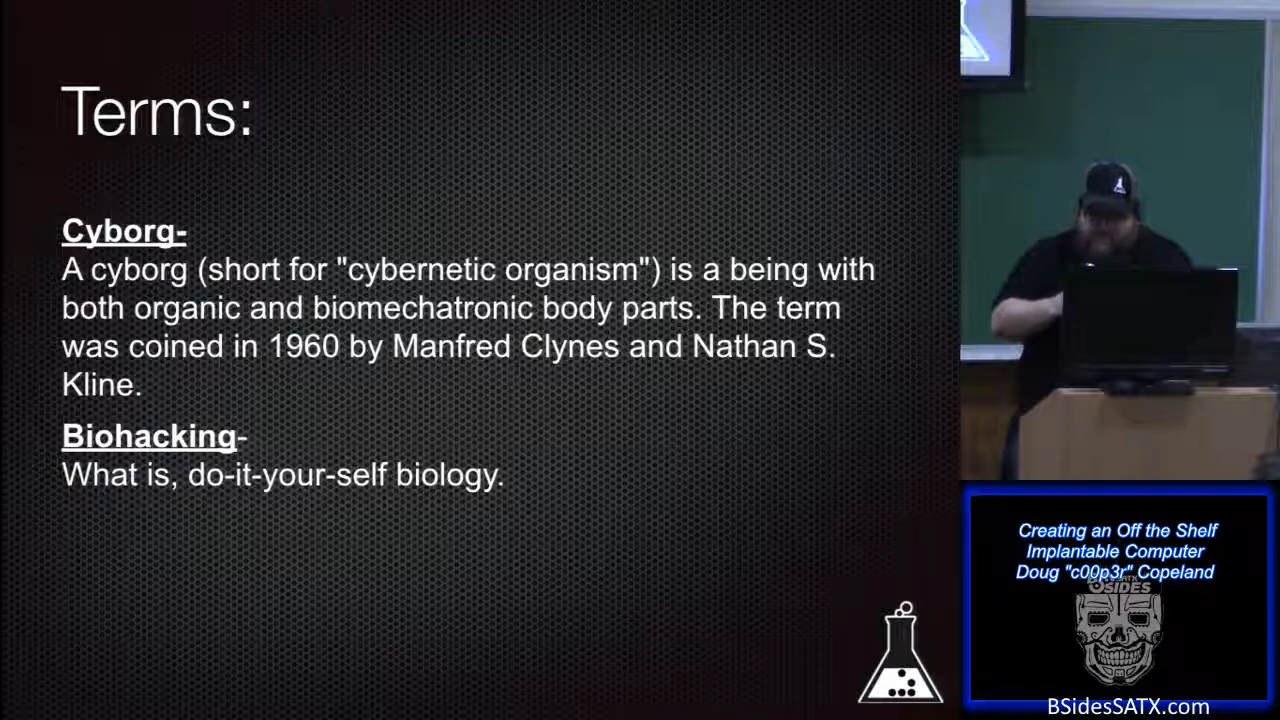 Terms:
Cyborg-
A cyborg (short for "cybernetic organism") is a being with
both organic and biomechatronic body parts. The term
was coined in 1960 by Manfred Clynes and Nathan S.
Kline.
Biohacking-
What is, do-it-your-self biology.
Creating an Off the Shelf
Implantable Computer
Doug "c00p3r" Copeland
BSIDES
BSidesSATX.com